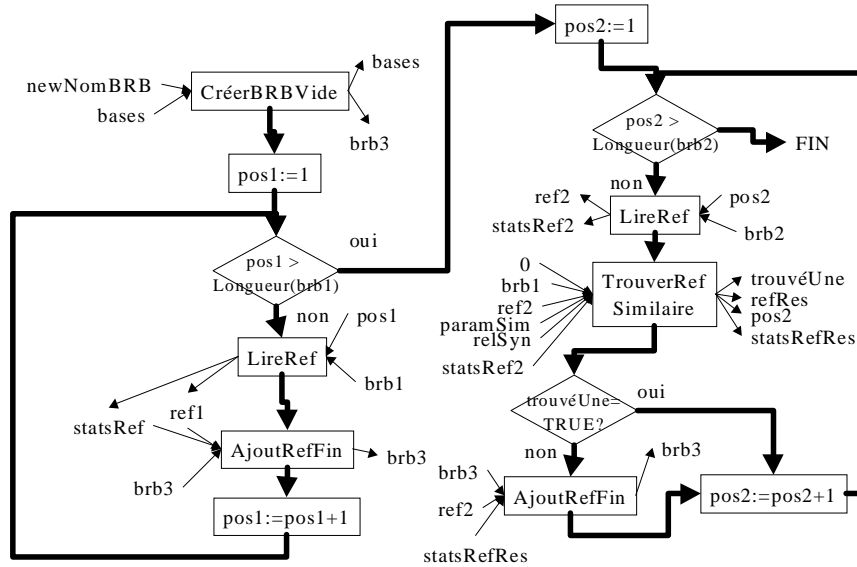 newNomBRB
bases
CréerBRBVide
bases
brb3
pos1:=1
pos1 >
Longueur(brb1)
oui
non
pos1
LireRef
brb1
statsRef
ref1
AjoutRefFin
brb3
brb3
pos1:=pos1+1
pos2:=1
pos2 >
Longueur(brb2)
FIN
non
ref2
statsRef2
LireRef
pos2
brb2
0
brb1
ref2
paramSim
relSyn
statsRef2
TrouverRef
Similaire
trouvéUne
refRes
pos2
statsRefRes
trouvéUne=
TRUE?
oui
non
brb3
ref2
statsRefRes
AjoutRefFin
brb3
pos2:=pos2+1